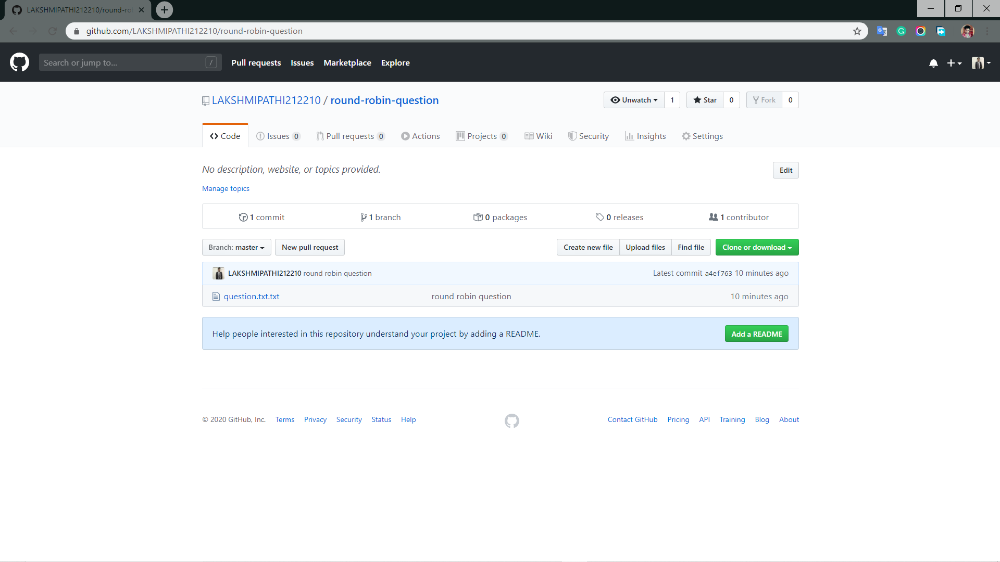 LAKSHMIPATHI212210/round-ro
github.com/LAKSHMIPATHI212210/round-robin-question
Search or jump to... /
Pull requests Issues Marketplace Explore
LAKSHMIPATHI212210 / round-robin-question
Unwatch 1 Star 0 Fork 0
Code Issues 0 Pull requests 0 Actions Projects 0 Wiki Security Insights Settings
No description, website, or topics provided.
Edit
Manage topics
1 commit 1 branch 0 packages 0 releases 1 contributor
Branch: master New pull request Create new file Upload files Find file Clone or download
LAKSHMIPATHI212210 round robin question Latest commit a4ef763 10 minutes ago
question.txt.txt round robin question 10 minutes ago
Help people interested in this repository understand your project by adding a README. Add a README
© 2020 GitHub, Inc. Terms Privacy Security Status Help Contact GitHub Pricing API Training Blog About